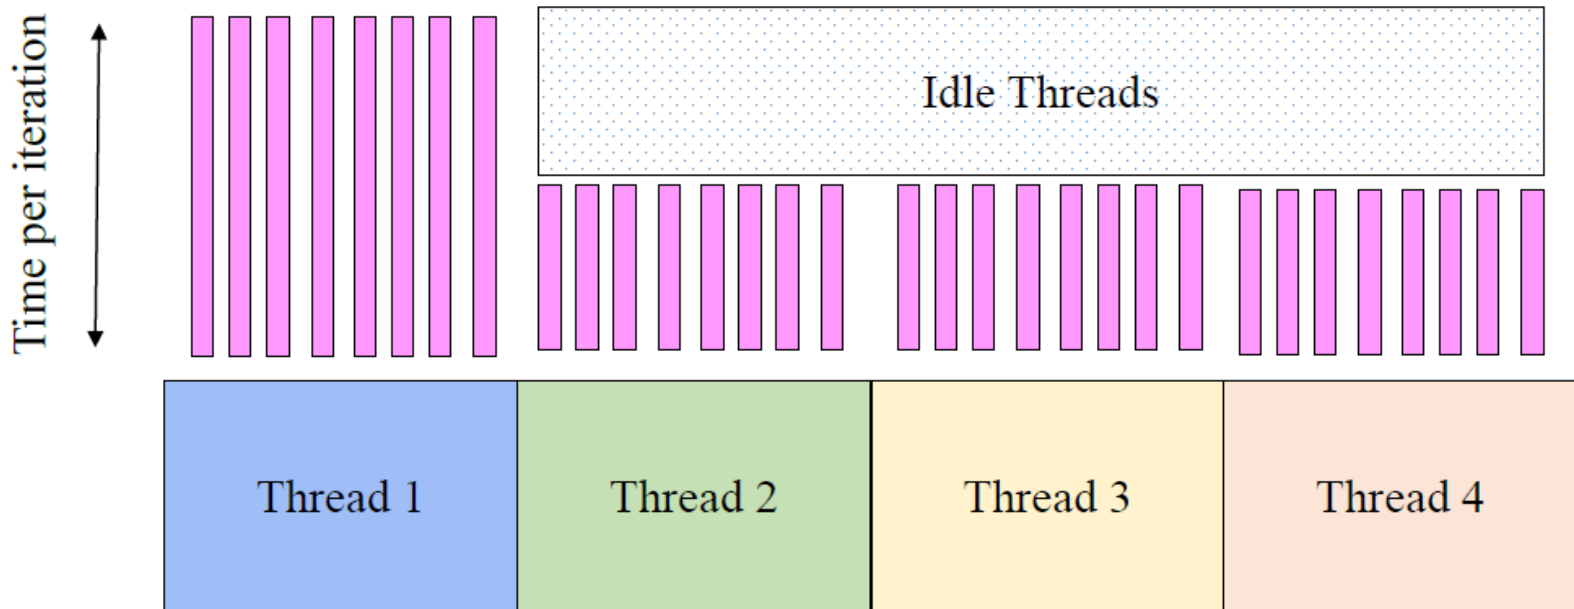 Time per iteration
Idle Threads
Thread 1
Thread 2
Thread 3
Thread 4